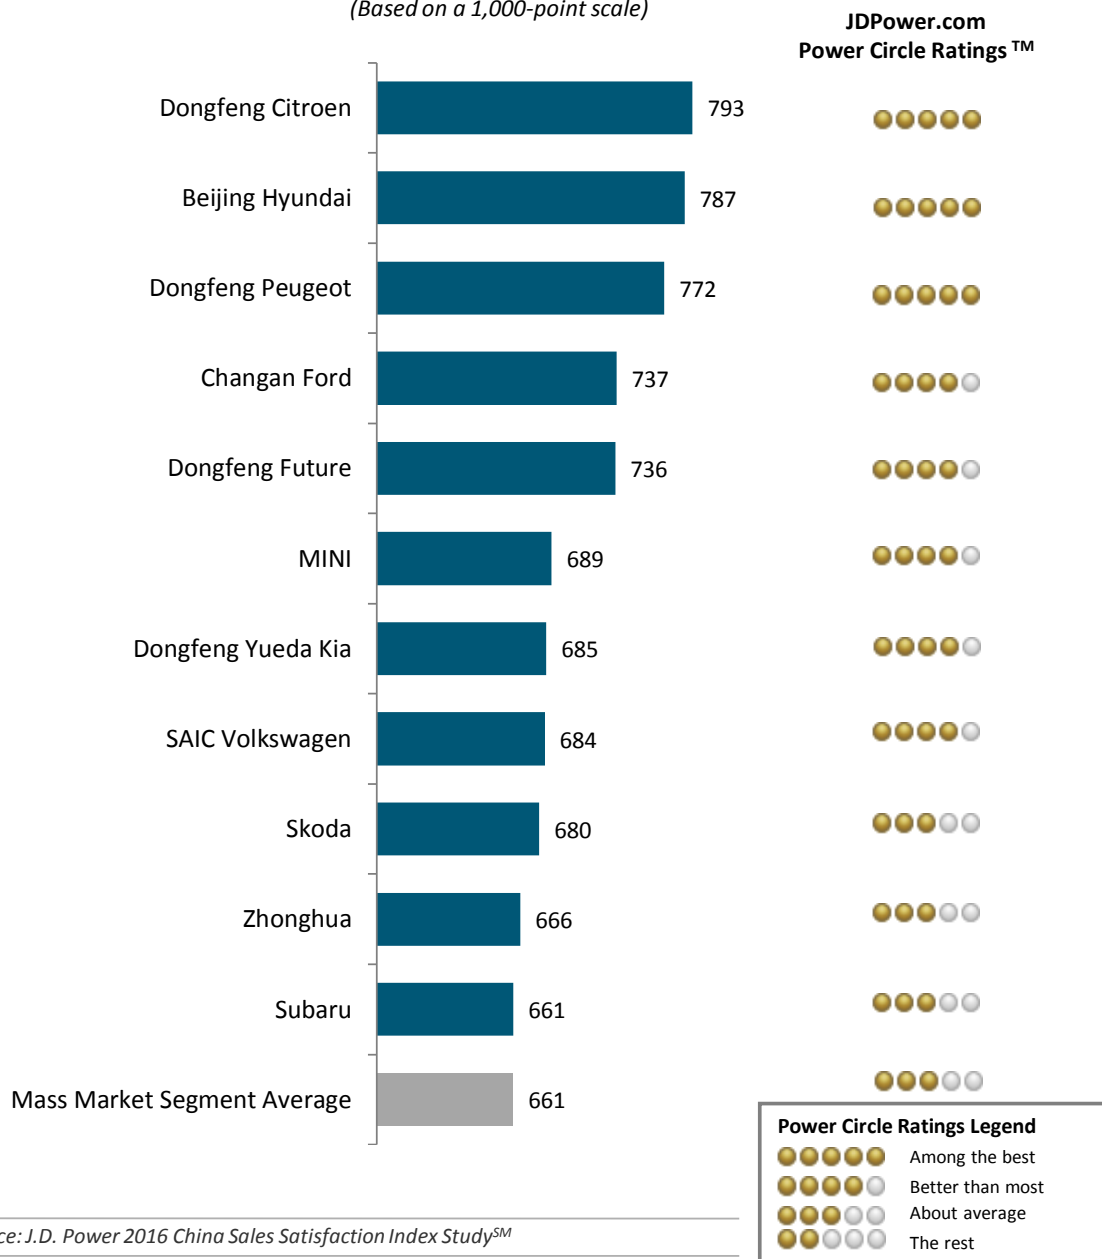 (Based on a 1,000-point scale)
JDPower.com
Power Circle Ratings TM
Dongfeng Citroen 793
Beijing Hyundai 787
Dongfeng Peugeot 772
Changan Ford 737
Dongfeng Future 736
MINI 689
Dongfeng Yueda Kia 685
SAIC Volkswagen 684
Skoda 680
Zhonghua 666
Subaru 661
Mass Market Segment Average 661
Power Circle Ratings Legend
Among the best
Better than most
About average
The rest
ce: J.D. Power 2016 China Sales Satisfaction Index Study SM